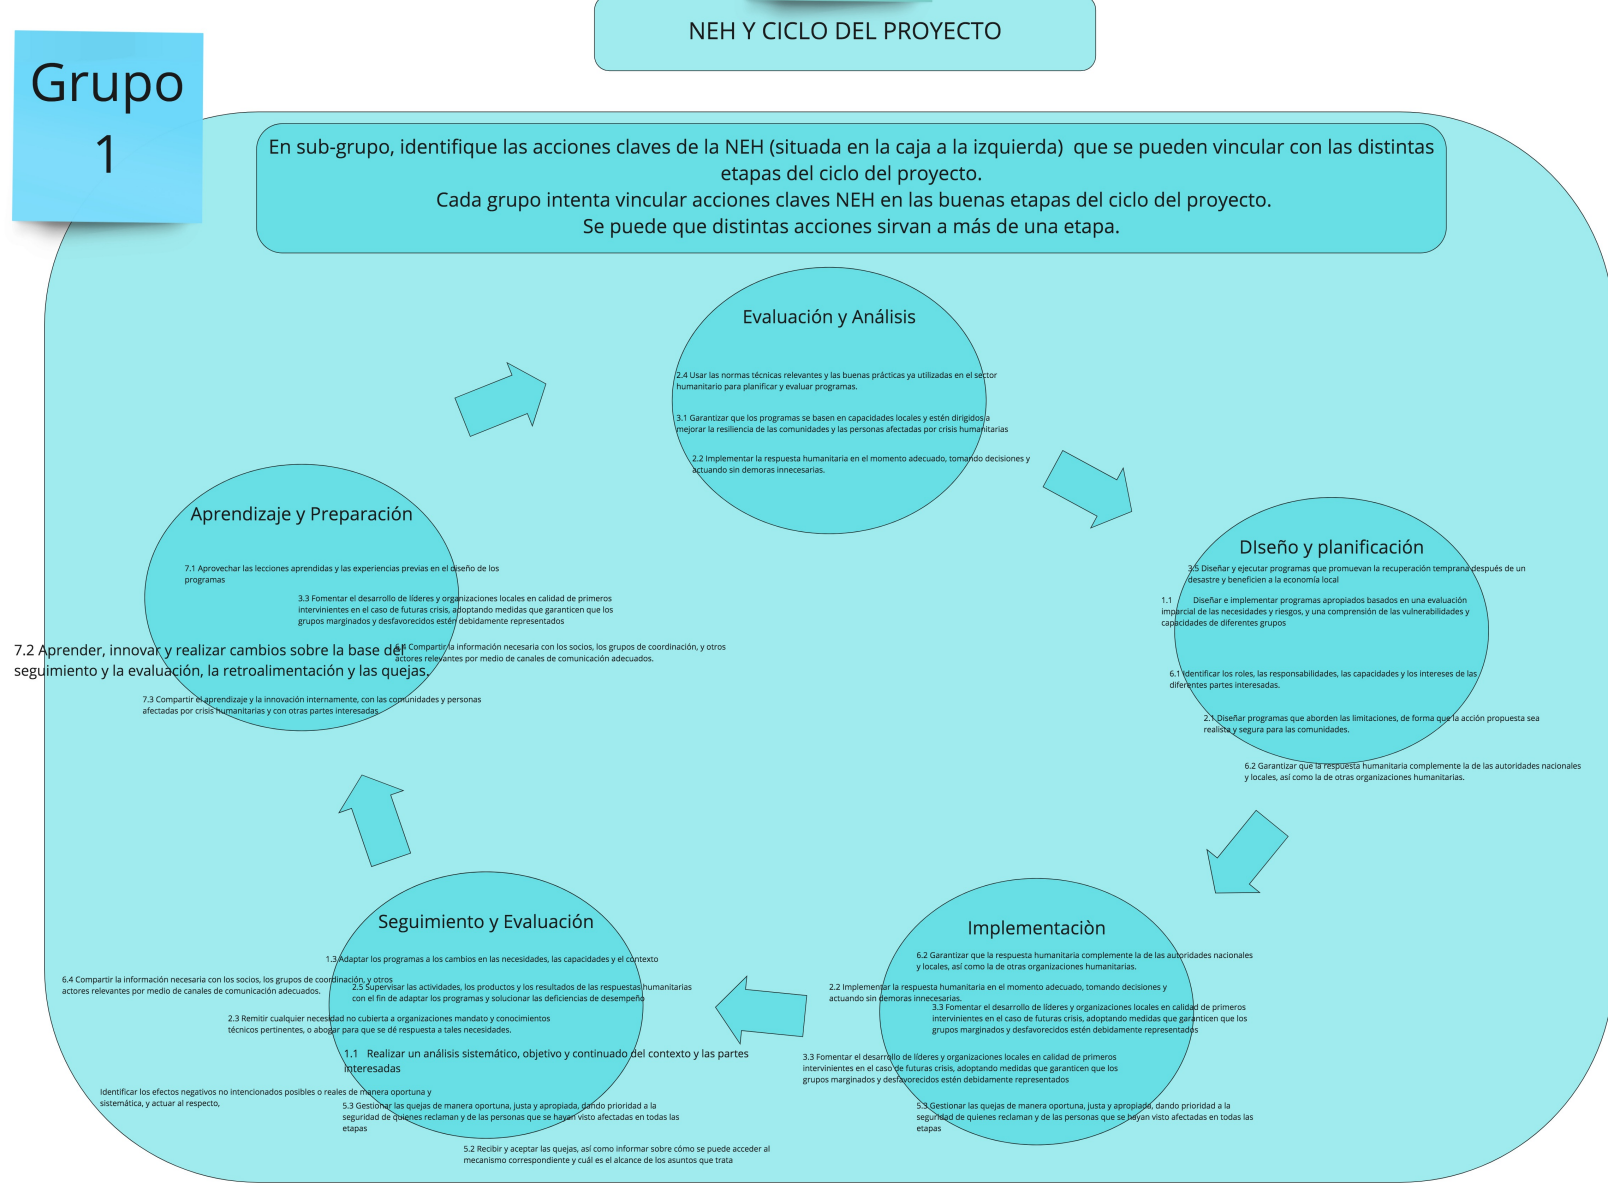 NEH Y CICLO DEL PROYECTO
Grupo
1
En sub-grupo, identifique las acciones claves de la NEH (situada en la caja a la izquierda)  que se pueden vincular con las distintas
etapas del ciclo del proyecto.
Cada grupo intenta vincular acciones claves NEH en las buenas etapas del ciclo del proyecto.
Se puede que distintas acciones sirvan a más de una etapa.
Evaluación y Análisis
2.4 Usar las normas técnicas relevantes y las buenas prácticas ya utilizadas en el sector
humanitario para planificar y evaluar programas.
3.1 Garantizar que los programas se basen en capacidades locales y estén dirigidos a
mejorar la resiliencia de las comunidades y las personas afectadas por crisis humanitarias
2.2 Implementar la respuesta humanitaria en el momento adecuado, tomando decisiones y
actuando sin demoras innecesarias.
DIseño y planificación
3.5 Diseñar y ejecutar programas que promuevan la recuperación temprana después de un
desastre y beneficien a la economía local
1.1 Diseñar e implementar programas apropiados basados en una evaluación
imparcial de las necesidades y riesgos, y una comprensión de las vulnerabilidades y
capacidades de diferentes grupos
6.1 Identificar los roles, las responsabilidades, las capacidades y los intereses de las
diferentes partes interesadas.
2.1 Diseñar programas que aborden las limitaciones, de forma que la acción propuesta sea
realista y segura para las comunidades.
6.2 Garantizar que la respuesta humanitaria complemente la de las autoridades nacionales
y locales, así como la de otras organizaciones humanitarias.
Implementaciòn
6.2 Garantizar que la respuesta humanitaria complemente la de las autoridades nacionales
y locales, así como la de otras organizaciones humanitarias.
2.2 Implementar la respuesta humanitaria en el momento adecuado, tomando decisiones y
actuando sin demoras innecesarias.
3.3 Fomentar el desarrollo de líderes y organizaciones locales en calidad de primeros
intervinientes en el caso de futuras crisis, adoptando medidas que garanticen que los
grupos marginados y desfavorecidos estén debidamente representados
3.3 Fomentar el desarrollo de líderes y organizaciones locales en calidad de primeros
intervinientes en el caso de futuras crisis, adoptando medidas que garanticen que los
grupos marginados y desfavorecidos estén debidamente representados
5.3 Gestionar las quejas de manera oportuna, justa y apropiada, dando prioridad a la
seguridad de quienes reclaman y de las personas que se hayan visto afectadas en todas las
etapas
Seguimiento y Evaluación
1.3 Adaptar los programas a los cambios en las necesidades, las capacidades y el contexto
6.4 Compartir la información necesaria con los socios, los grupos de coordinación, y otros
actores relevantes por medio de canales de comunicación adecuados.
2.5 Supervisar las actividades, los productos y los resultados de las respuestas humanitarias
con el fin de adaptar los programas y solucionar las deficiencias de desempeño
2.3 Remitir cualquier necesidad no cubierta a organizaciones mandato y conocimientos
técnicos pertinentes, o abogar para que se dé respuesta a tales necesidades.
1.1 Realizar un análisis sistemático, objetivo y continuado del contexto y las partes
interesadas
Identificar los efectos negativos no intencionados posibles o reales de manera oportuna y
sistemática, y actuar al respecto,
5.3 Gestionar las quejas de manera oportuna, justa y apropiada, dando prioridad a la
seguridad de quienes reclaman y de las personas que se hayan visto afectadas en todas las
etapas
5.2 Recibir y aceptar las quejas, así como informar sobre cómo se puede acceder al
mecanismo correspondiente y cuál es el alcance de los asuntos que trata
Aprendizaje y Preparación
7.1 Aprovechar las lecciones aprendidas y las experiencias previas en el diseño de los
programas
3.3 Fomentar el desarrollo de líderes y organizaciones locales en calidad de primeros
intervinientes en el caso de futuras crisis, adoptando medidas que garanticen que los
grupos marginados y desfavorecidos estén debidamente representados
7.2 Aprender, innovar y realizar cambios sobre la base del
seguimiento y la evaluación, la retroalimentación y las quejas.
6.4 Compartir la información necesaria con los socios, los grupos de coordinación, y otros
actores relevantes por medio de canales de comunicación adecuados.
7.3 Compartir el aprendizaje y la innovación internamente, con las comunidades y personas
afectadas por crisis humanitarias y con otras partes interesadas